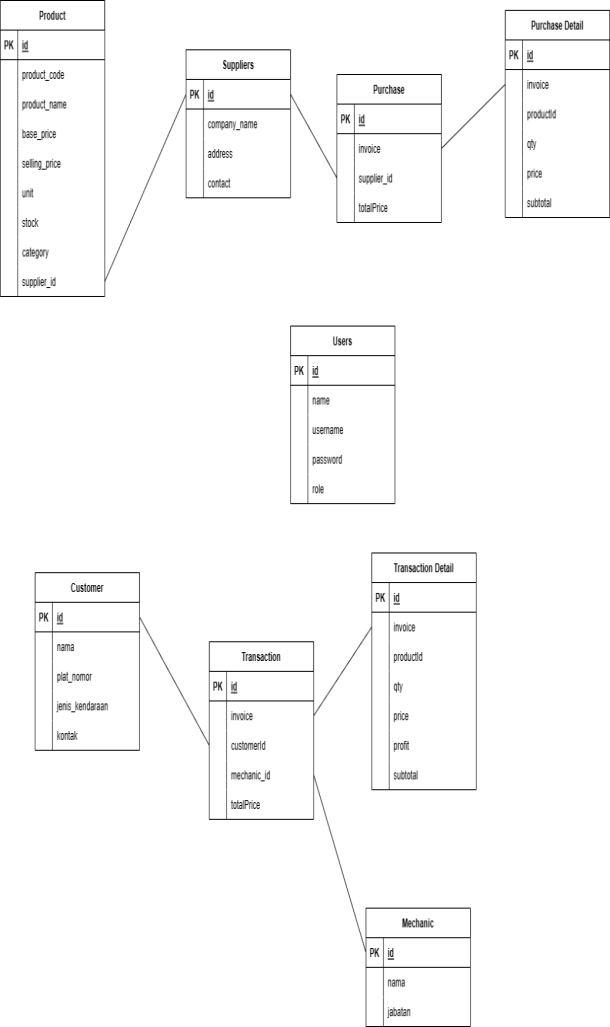 Product
PK id
product_code
product_name
base_price
selling_price
unit
stock
category
supplier_id
Suppliers
PK id
company_name
address
contact
Purchase
PK id
invoice
supplier_id
totalPrice
Purchase Detail
PK id
invoice
productId
qty
price
subtotal
Users
PK id
name
username
password
role
Customer
PK id
nama
plat_nomor
jenis_kendaraan
kontak
Transaction
PK id
invoice
customerId
mechanic_id
totalPrice
Transaction Detail
PK id
invoice
productId
qty
price
profit
subtotal
Mechanic
PK id
nama
jabatan